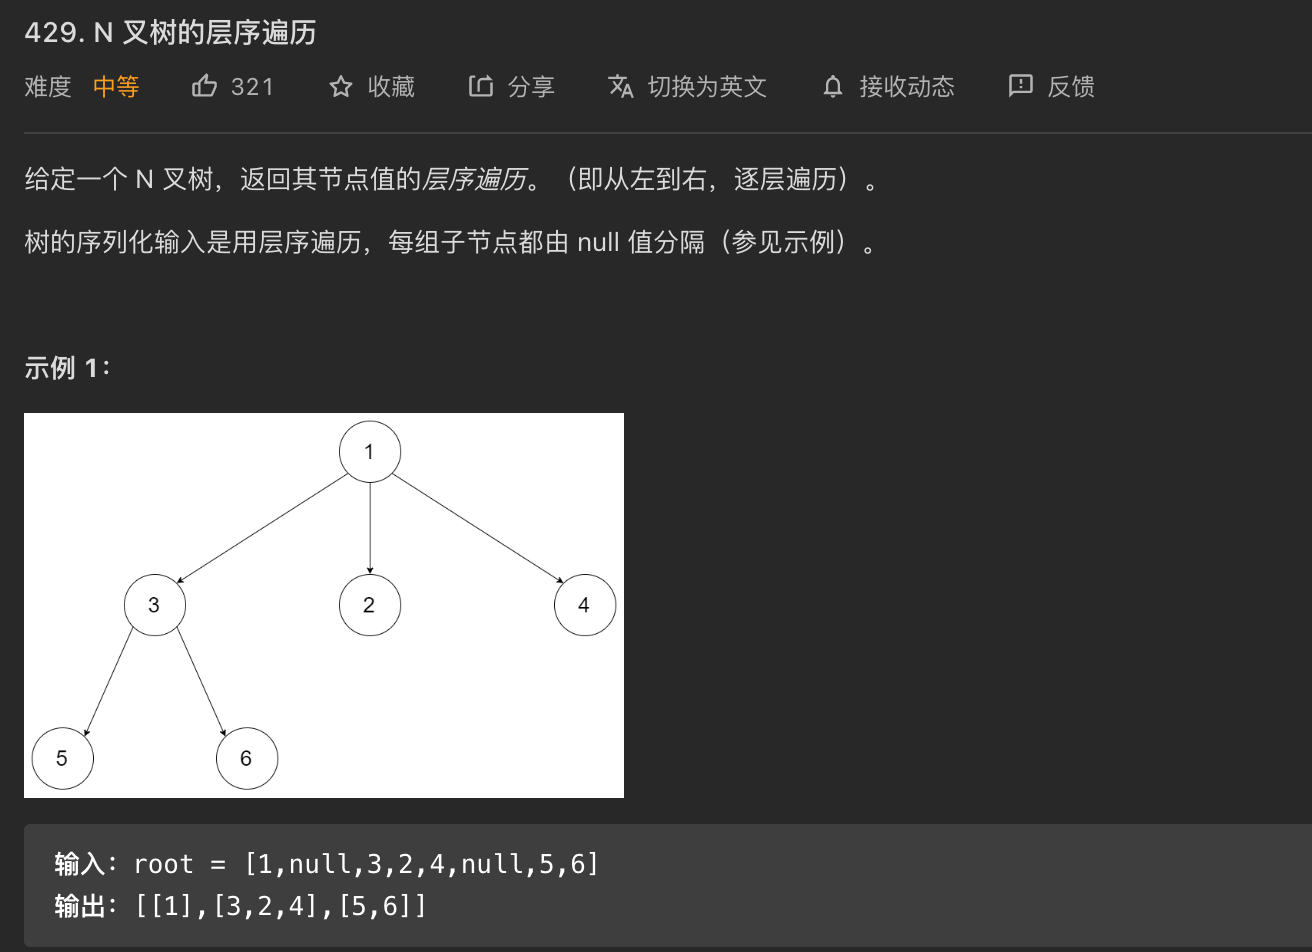 429. N 叉树的层序遍历
难度 中等 321 收藏 分享 切换为英文 接收动态 反馈
给定一个 N 叉树，返回其节点值的层序遍历。（即从左到右，逐层遍历）。
树的序列化输入是用层序遍历，每组子节点都由 null 值分隔（参见示例）。
示例 1：
1
3 2 4
5 6
输入：root = [1,null,3,2,4,null,5,6]
输出：[[1],[3,2,4],[5,6]]